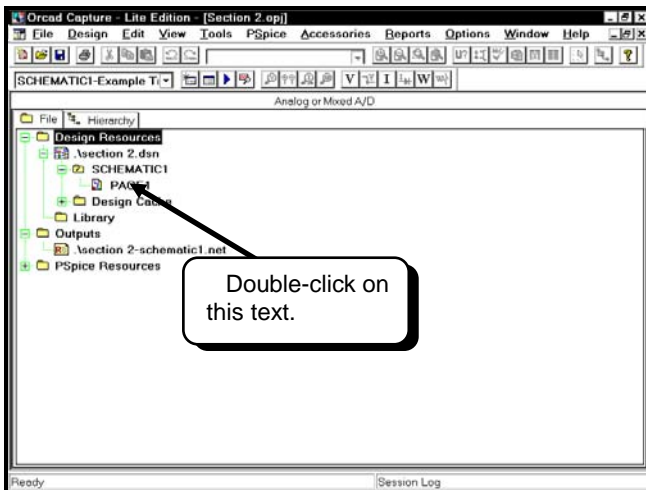 Orcad Capture - Lite Edition - [Section 2.opj]
File Design Edit View Tools PSpice Accessories Reports Options Window Help
U?
?
SCHEMATIC1-Example Tr
V I W
Analog or Mixed A/D
File Hierarchy
Design Resources
.\section 2.dsn
SCHEMATIC1
PAGE1
Design Cache
Library
Outputs
.\section 2-schematic1.net
PSpice Resources
Double-click on
this text.
Ready Session Log